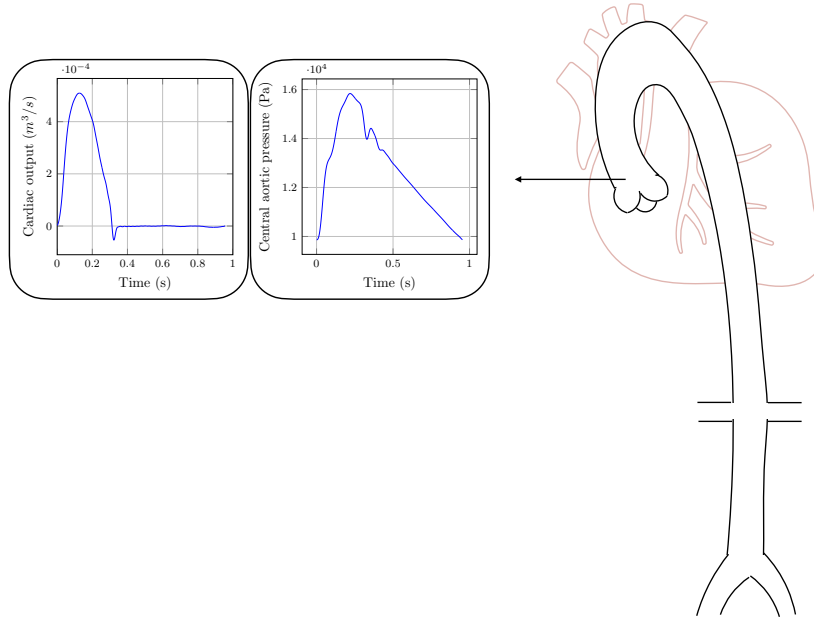 ·10⁻⁴
Cardiac output (m³/s)
4
2
0
0 0.2 0.4 0.6 0.8 1
Time (s)
·10⁴
Central aortic pressure (Pa)
1.6
1.4
1.2
1
0 0.5 1
Time (s)